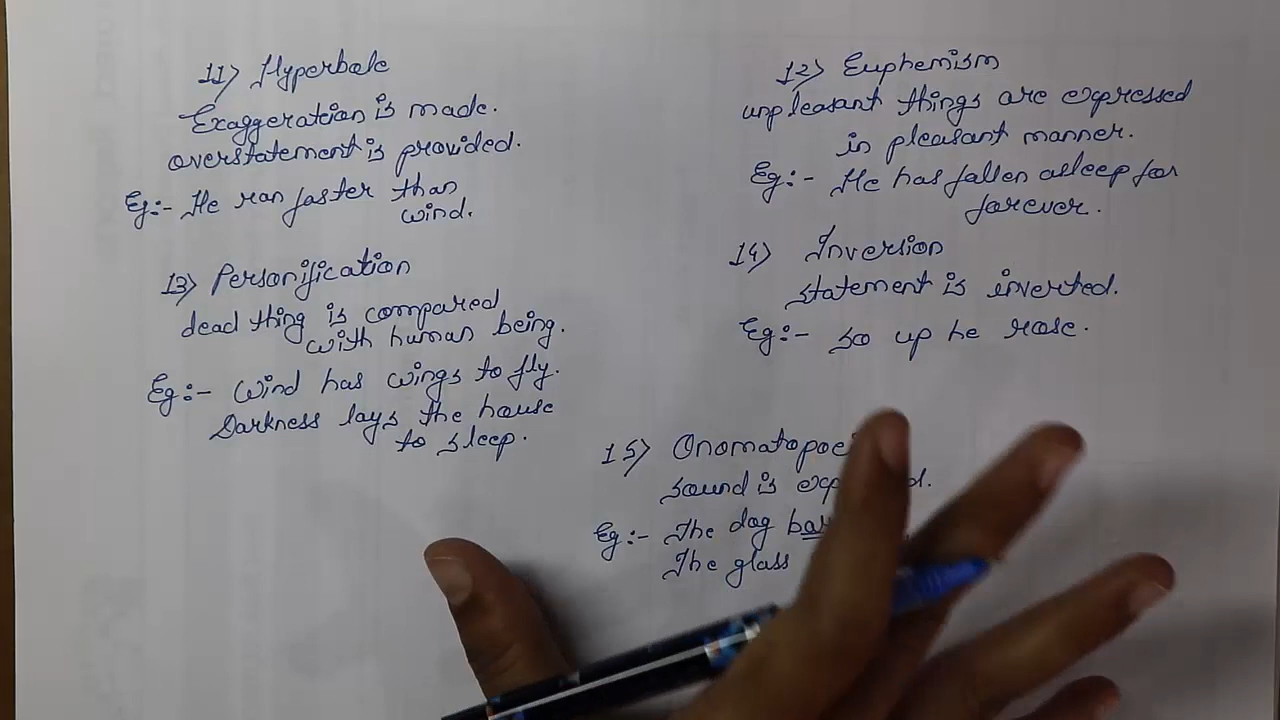 11) Hyperbole
Exaggeration is made.
overstatement is provided.
Eg:- He ran faster than
wind.
12) Euphemism
unpleasant things are expressed
in pleasant manner.
Eg:- He has fallen asleep for
forever.
13) Personification
dead thing is compared
with human being.
Eg:- Wind has wings to fly.
Darkness lays the house
to sleep.
14) Inversion
statement is inverted.
Eg:- so up he rose.
15)
sound is
Eg:- The dog
The glass